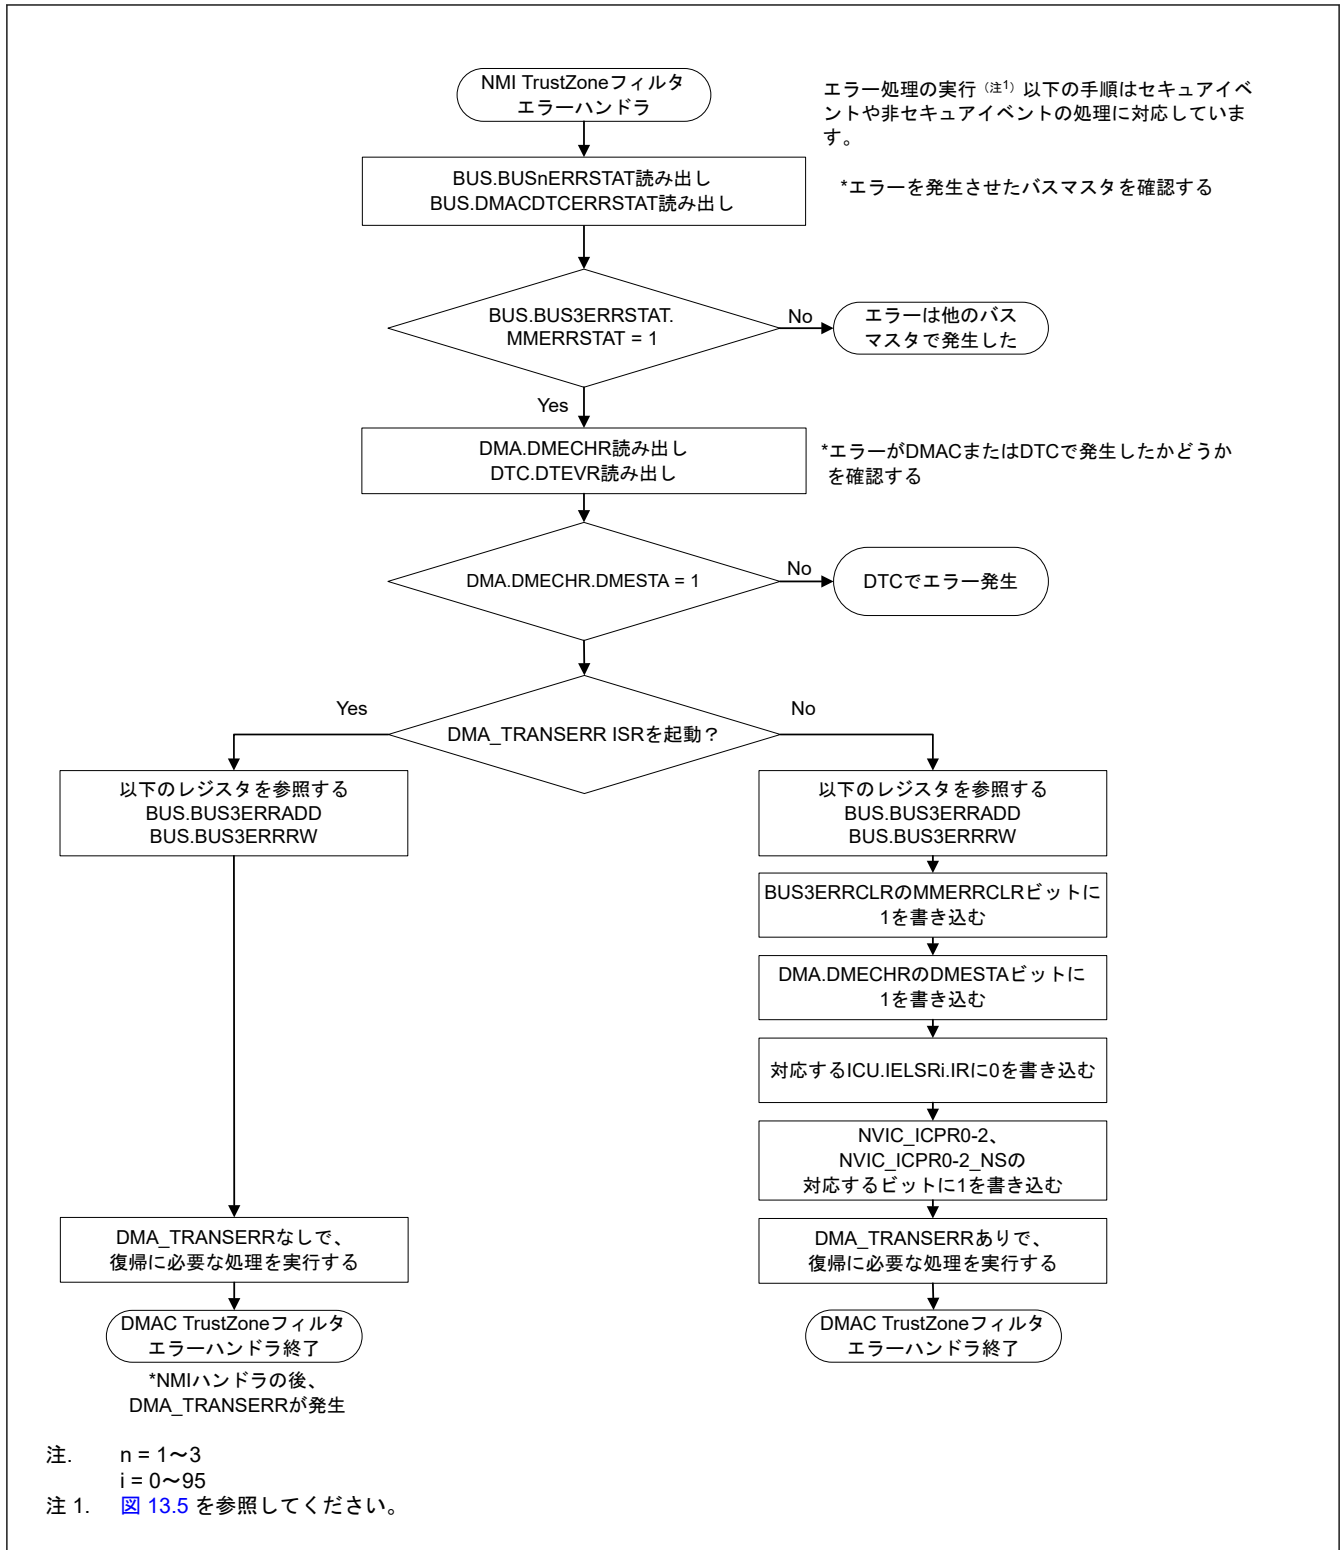 NMI TrustZoneフィルタ
エラーハンドラ
エラー処理の実行（注1）以下の手順はセキュアイベ
ントや非セキュアイベントの処理に対応していま
す。
BUS.BUSnERRSTAT読み出し
BUS.DMACDTCERRSTAT読み出し
*エラーを発生させたバスマスタを確認する
BUS.BUS3ERRSTAT.
MMERRSTAT = 1
No
エラーは他のバス
マスタで発生した
Yes
DMA.DMECHR読み出し
DTC.DTEVR読み出し
*エラーがDMACまたはDTCで発生したかどうか
を確認する
DMA.DMECHR.DMESTA = 1
No
DTCでエラー発生
Yes
DMA_TRANSERR ISRを起動？
No
以下のレジスタを参照する
BUS.BUS3ERRADD
BUS.BUS3ERRRW
以下のレジスタを参照する
BUS.BUS3ERRADD
BUS.BUS3ERRRW
BUS3ERRCLRのMMERRCLRビットに
1を書き込む
DMA.DMECHRのDMESTAビットに
1を書き込む
対応するICU.IELSRi.IRに0を書き込む
NVIC_ICPR0-2、
NVIC_ICPR0-2_NSの
対応するビットに1を書き込む
DMA_TRANSERRなしで、
復帰に必要な処理を実行する
DMA_TRANSERRありで、
復帰に必要な処理を実行する
DMAC TrustZoneフィルタ
エラーハンドラ終了
DMAC TrustZoneフィルタ
エラーハンドラ終了
*NMIハンドラの後、
DMA_TRANSERRが発生
注. n = 1～3
i = 0～95
注 1. 図 13.5 を参照してください。